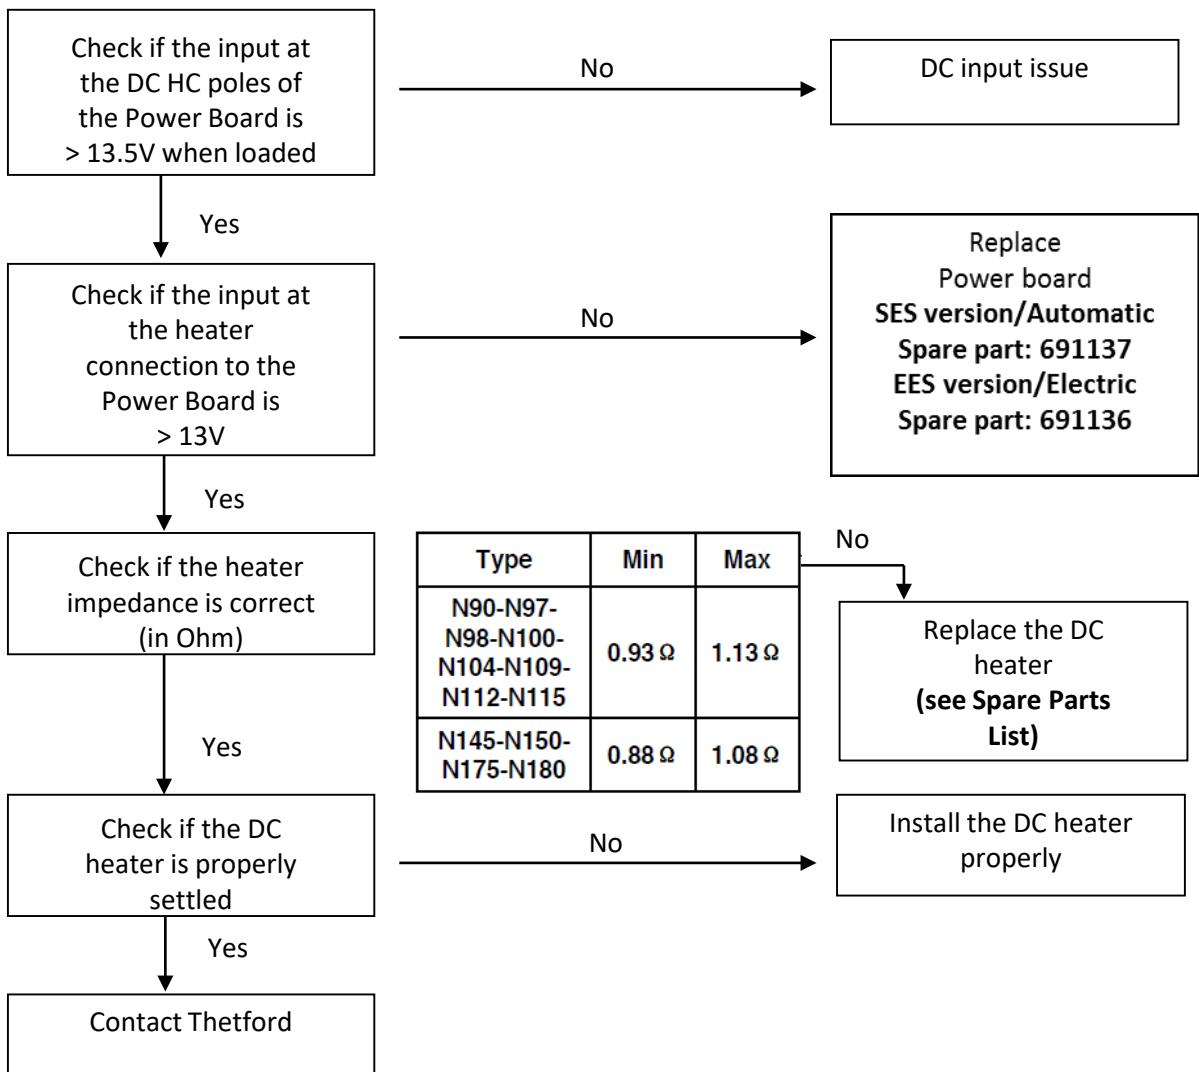 Check if the input at
the DC HC poles of
the Power Board is
> 13.5V when loaded
No
DC input issue
Yes
Check if the input at
the heater
connection to the
Power Board is
> 13V
No
Replace
Power board
SES version/Automatic
Spare part: 691137
EES version/Electric
Spare part: 691136
Yes
Check if the heater
impedance is correct
(in Ohm)
Type Min Max
N90-N97-
N98-N100-
N104-N109-
N112-N115
0.93 Ω 1.13 Ω
N145-N150-
N175-N180
0.88 Ω 1.08 Ω
No
Replace the DC
heater
(see Spare Parts
List)
Yes
Check if the DC
heater is properly
settled
No
Install the DC heater
properly
Yes
Contact Thetford